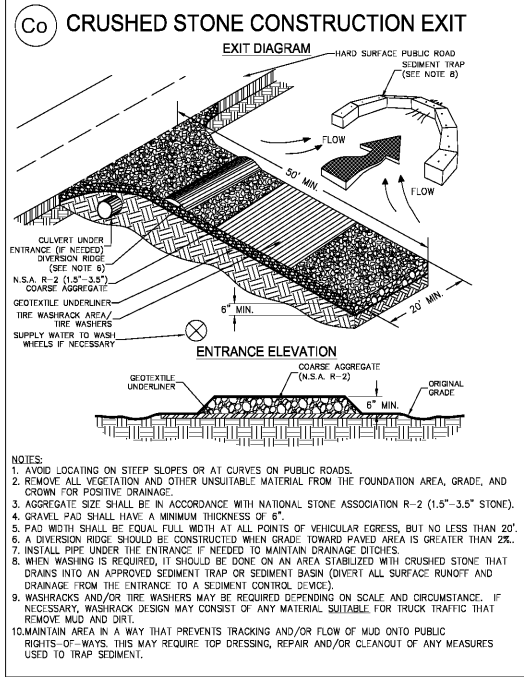 Co CRUSHED STONE CONSTRUCTION EXIT
EXIT DIAGRAM
HARD SURFACE PUBLIC ROAD
SEDIMENT TRAP
(SEE NOTE 8)
FLOW
50' MIN.
FLOW
CULVERT UNDER
ENTRANCE (IF NEEDED)
DIVERSION RIDGE
(SEE NOTE 6)
N.S.A. R-2 (1.5"-3.5")
COARSE AGGREGATE
GEOTEXTILE UNDERLINER
TIRE WASHRACK AREA/
TIRE WASHERS
SUPPLY WATER TO WASH
WHEELS IF NECESSARY
6" MIN.
20' MIN.
ENTRANCE ELEVATION
COARSE AGGREGATE
(N.S.A. R-2)
GEOTEXTILE
UNDERLINER
6" MIN.
ORIGINAL
GRADE
NOTES:
1. AVOID LOCATING ON STEEP SLOPES OR AT CURVES ON PUBLIC ROADS.
2. REMOVE ALL VEGETATION AND OTHER UNSUITABLE MATERIAL FROM THE FOUNDATION AREA, GRADE, AND
CROWN FOR POSITIVE DRAINAGE.
3. AGGREGATE SIZE SHALL BE IN ACCORDANCE WITH NATIONAL STONE ASSOCIATION R-2 (1.5"-3.5" STONE).
4. GRAVEL PAD SHALL HAVE A MINIMUM THICKNESS OF 6".
5. PAD WIDTH SHALL BE EQUAL FULL WIDTH AT ALL POINTS OF VEHICULAR EGRESS, BUT NO LESS THAN 20'.
6. A DIVERSION RIDGE SHOULD BE CONSTRUCTED WHEN GRADE TOWARD PAVED AREA IS GREATER THAN 2%.
7. INSTALL PIPE UNDER THE ENTRANCE IF NEEDED TO MAINTAIN DRAINAGE DITCHES.
8. WHEN WASHING IS REQUIRED, IT SHOULD BE DONE ON AN AREA STABILIZED WITH CRUSHED STONE THAT
DRAINS INTO AN APPROVED SEDIMENT TRAP OR SEDIMENT BASIN (DIVERT ALL SURFACE RUNOFF AND
DRAINAGE FROM THE ENTRANCE TO A SEDIMENT CONTROL DEVICE).
9. WASHRACKS AND/OR TIRE WASHERS MAY BE REQUIRED DEPENDING ON SCALE AND CIRCUMSTANCE. IF
NECESSARY, WASHRACK DESIGN MAY CONSIST OF ANY MATERIAL SUITABLE FOR TRUCK TRAFFIC THAT
REMOVE MUD AND DIRT.
10.MAINTAIN AREA IN A WAY THAT PREVENTS TRACKING AND/OR FLOW OF MUD ONTO PUBLIC
RIGHTS-OF-WAYS. THIS MAY REQUIRE TOP DRESSING, REPAIR AND/OR CLEANOUT OF ANY MEASURES
USED TO TRAP SEDIMENT.